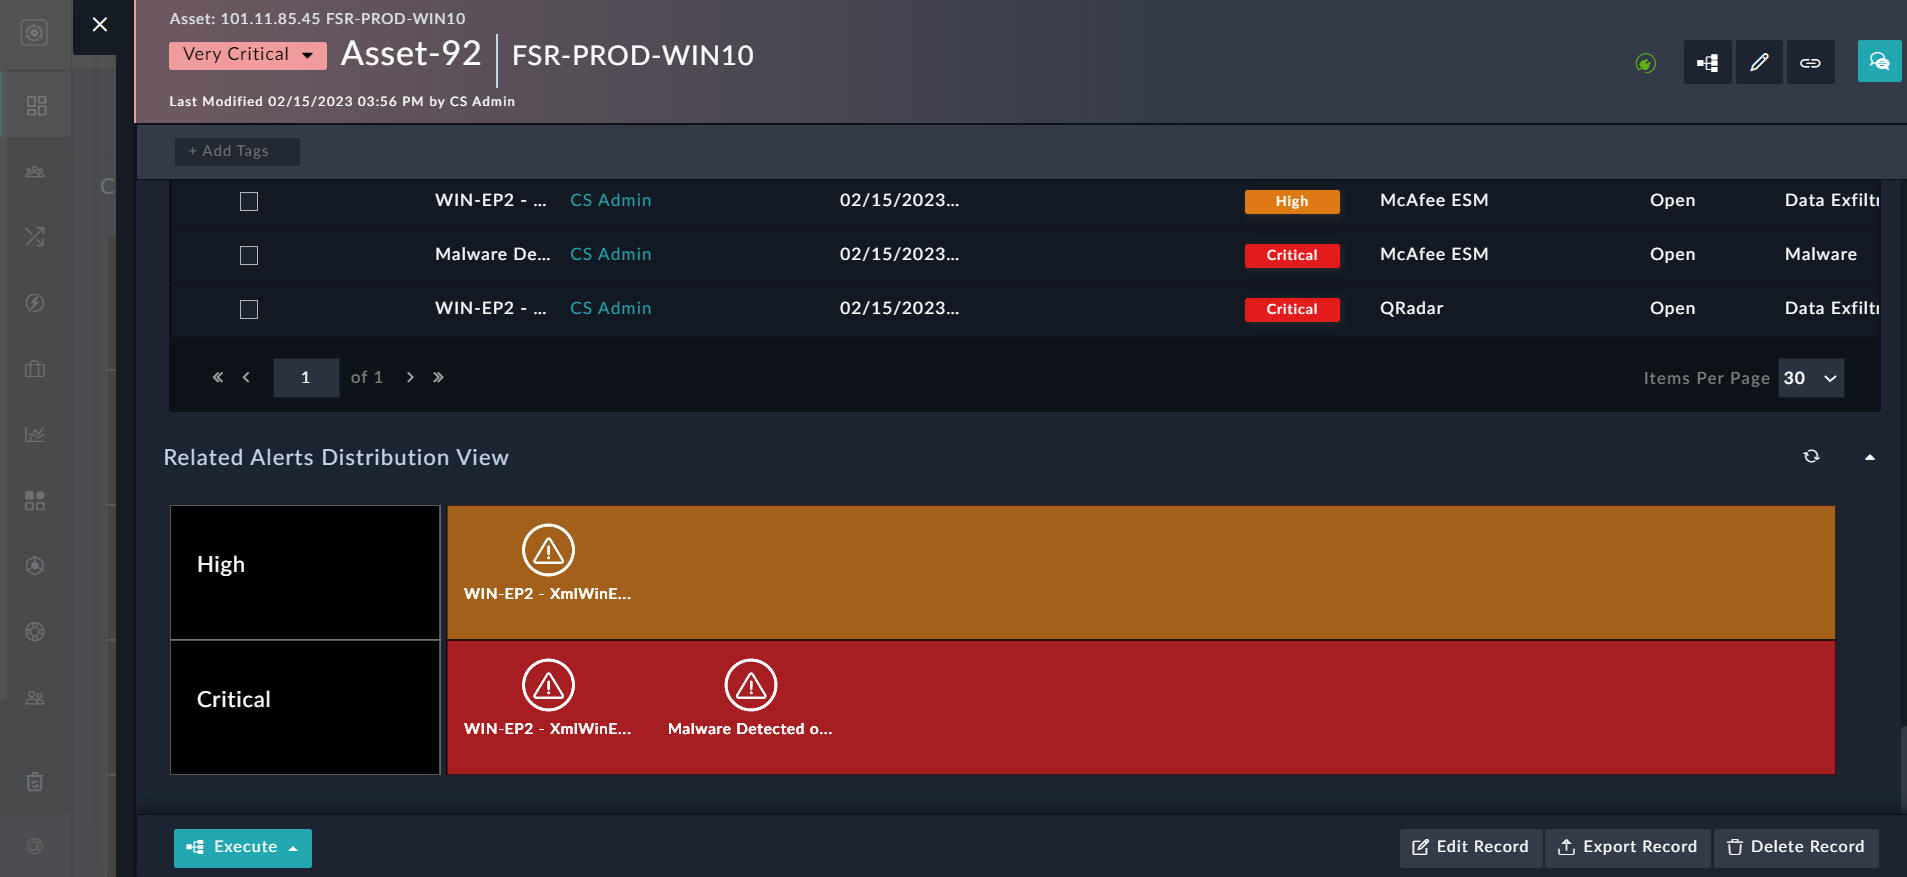 Asset: 101.11.85.45 FSR-PROD-WIN10
Very Critical
Asset-92
FSR-PROD-WIN10
Last Modified 02/15/2023 03:56 PM by CS Admin
+ Add Tags
WIN-EP2 - ... CS Admin 02/15/2023... High McAfee ESM Open Data Exfilt
Malware De... CS Admin 02/15/2023... Critical McAfee ESM Open Malware
WIN-EP2 - ... CS Admin 02/15/2023... Critical QRadar Open Data Exfilt
1 of 1
Items Per Page 30
Related Alerts Distribution View
High
WIN-EP2 - XmlWinE...
Critical
WIN-EP2 - XmlWinE...
Malware Detected o...
Execute
Edit Record
Export Record
Delete Record